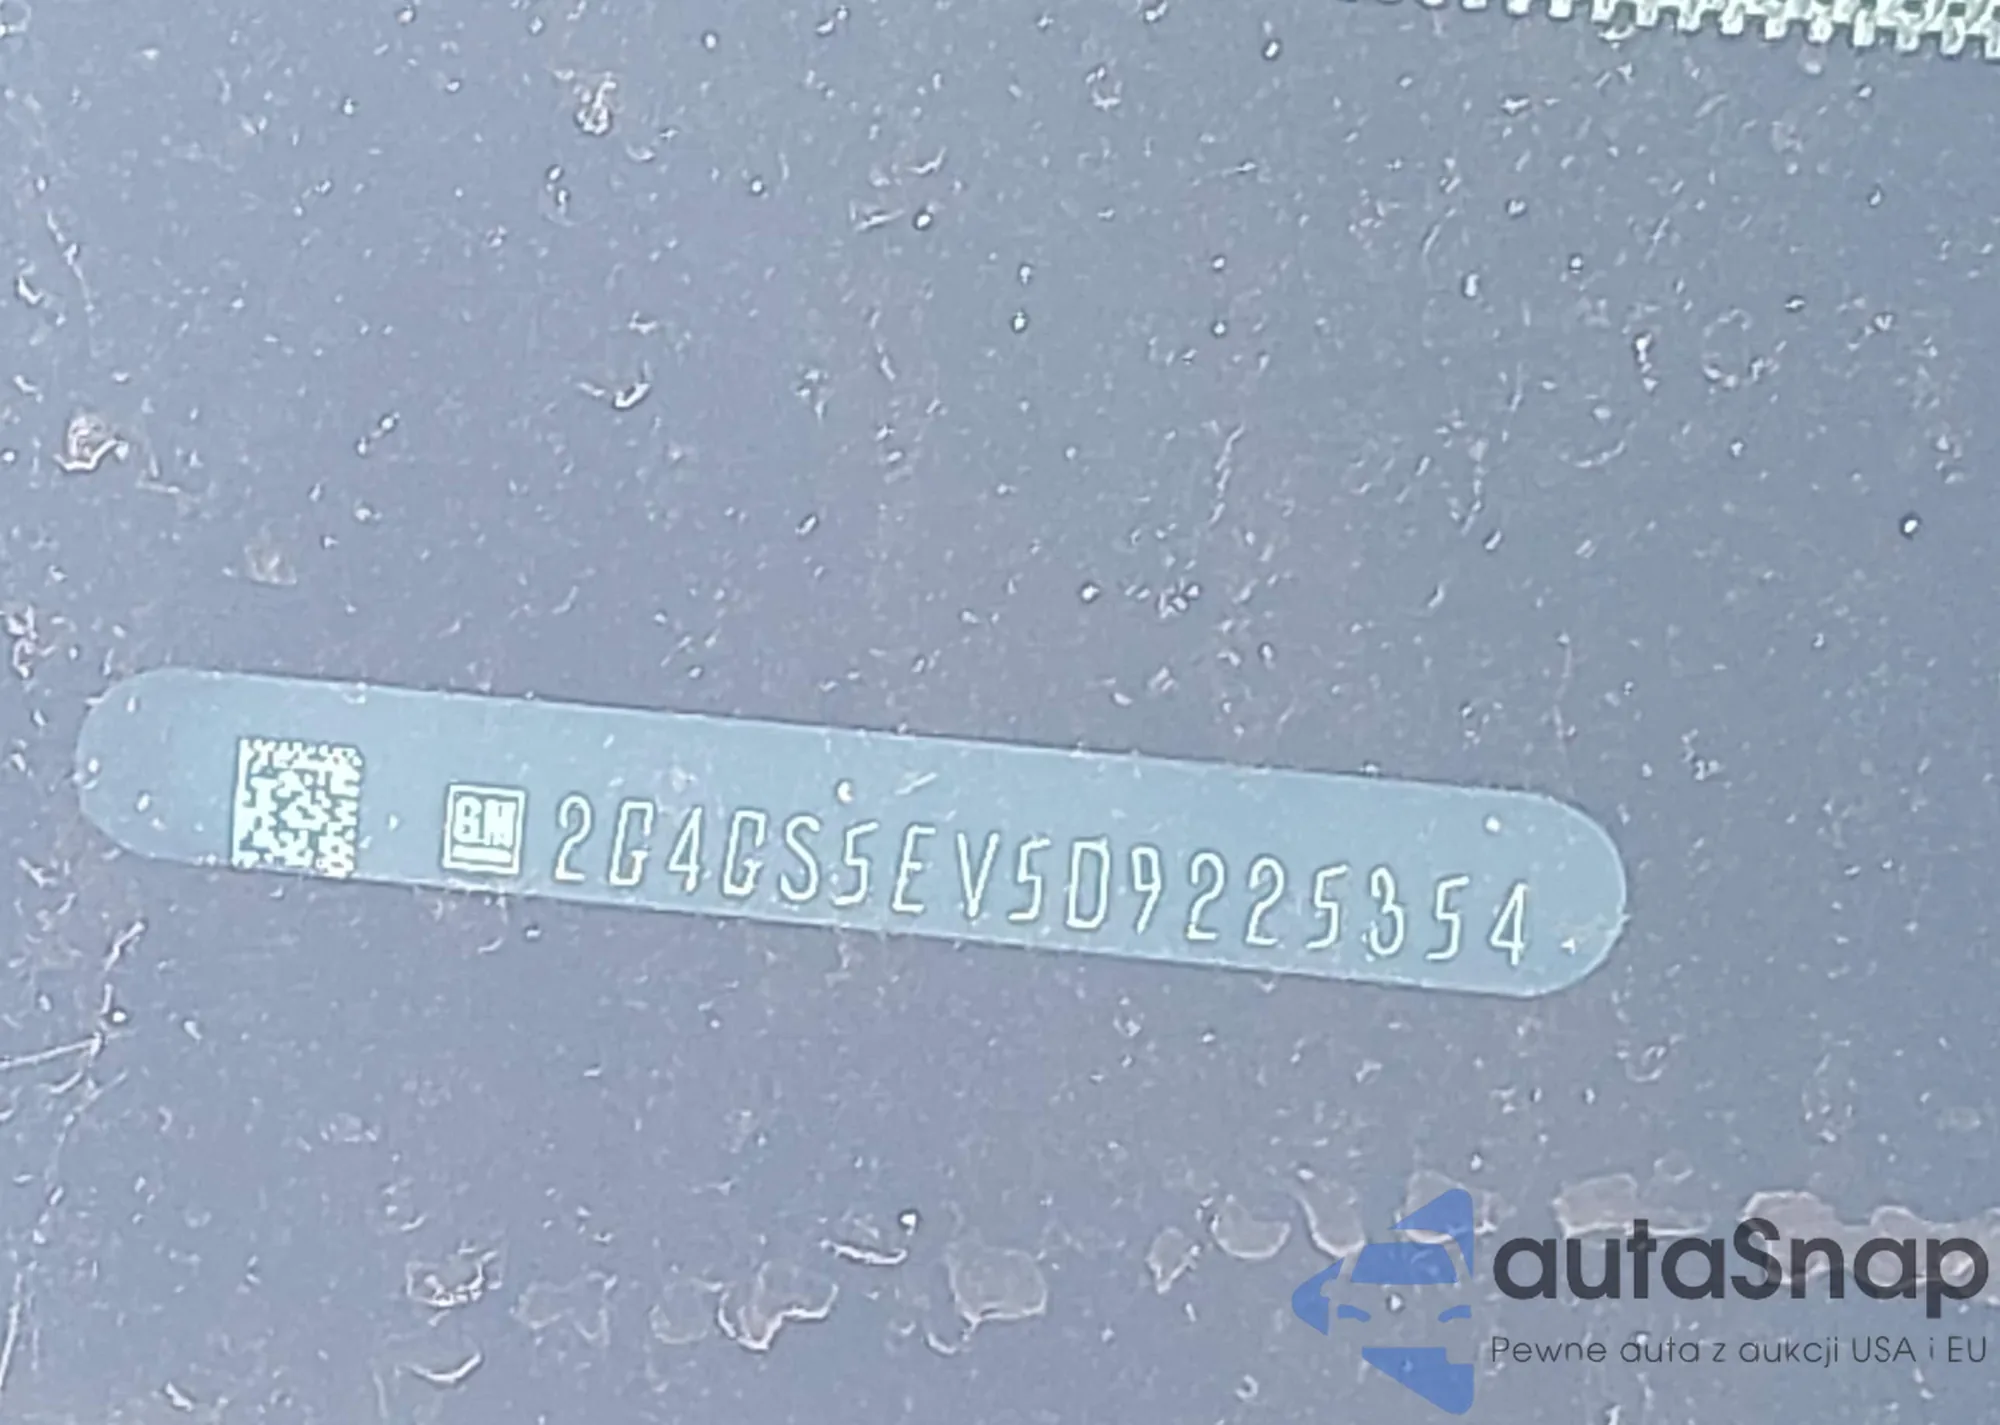 GM 2G4GS5EV5D9225354
autaSnap
Pewne auta z aukcji USA i EU